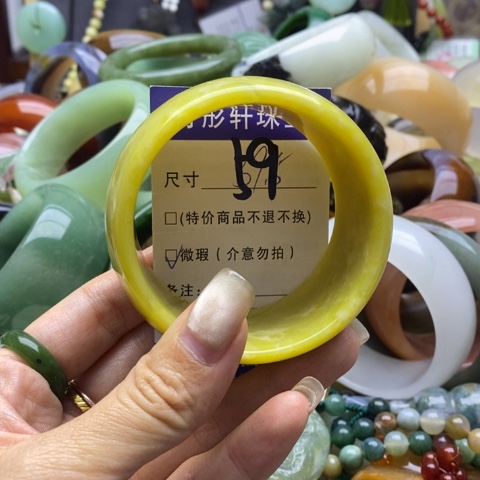 彤轩珠
59
尺寸
□(特价商品不退不换)
☑微瑕(介意勿拍)
备注: